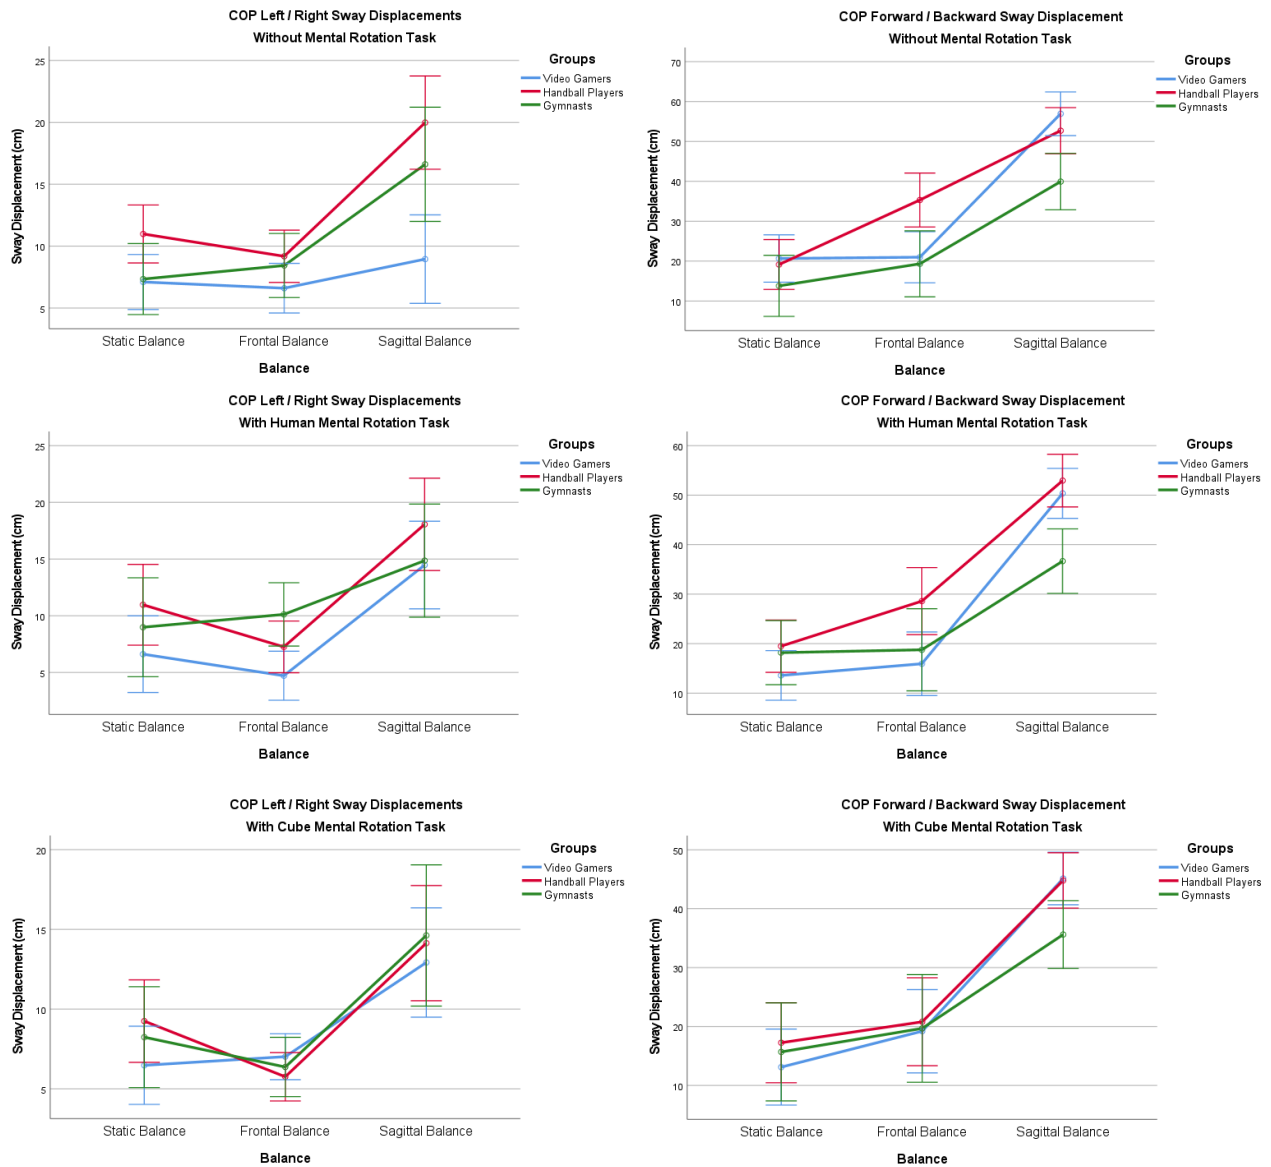 COP Left / Right Sway Displacements
Without Mental Rotation Task
Groups
Video Gamers
Handball Players
Gymnasts
Sway Displacement (cm)
25
20
15
10
5
Static Balance Frontal Balance Sagittal Balance
Balance
COP Forward / Backward Sway Displacement
Without Mental Rotation Task
Groups
Video Gamers
Handball Players
Gymnasts
Sway Displacement (cm)
70
60
50
40
30
20
10
Static Balance Frontal Balance Sagittal Balance
Balance
COP Left / Right Sway Displacements
With Human Mental Rotation Task
Groups
Video Gamers
Handball Players
Gymnasts
Sway Displacement (cm)
25
20
15
10
5
Static Balance Frontal Balance Sagittal Balance
Balance
COP Forward / Backward Sway Displacement
With Human Mental Rotation Task
Groups
Video Gamers
Handball Players
Gymnasts
Sway Displacement (cm)
60
50
40
30
20
10
Static Balance Frontal Balance Sagittal Balance
Balance
COP Left / Right Sway Displacements
With Cube Mental Rotation Task
Groups
Video Gamers
Handball Players
Gymnasts
Sway Displacement (cm)
20
15
10
5
Static Balance Frontal Balance Sagittal Balance
Balance
COP Forward / Backward Sway Displacement
With Cube Mental Rotation Task
Groups
Video Gamers
Handball Players
Gymnasts
Sway Displacement (cm)
50
40
30
20
10
Static Balance Frontal Balance Sagittal Balance
Balance